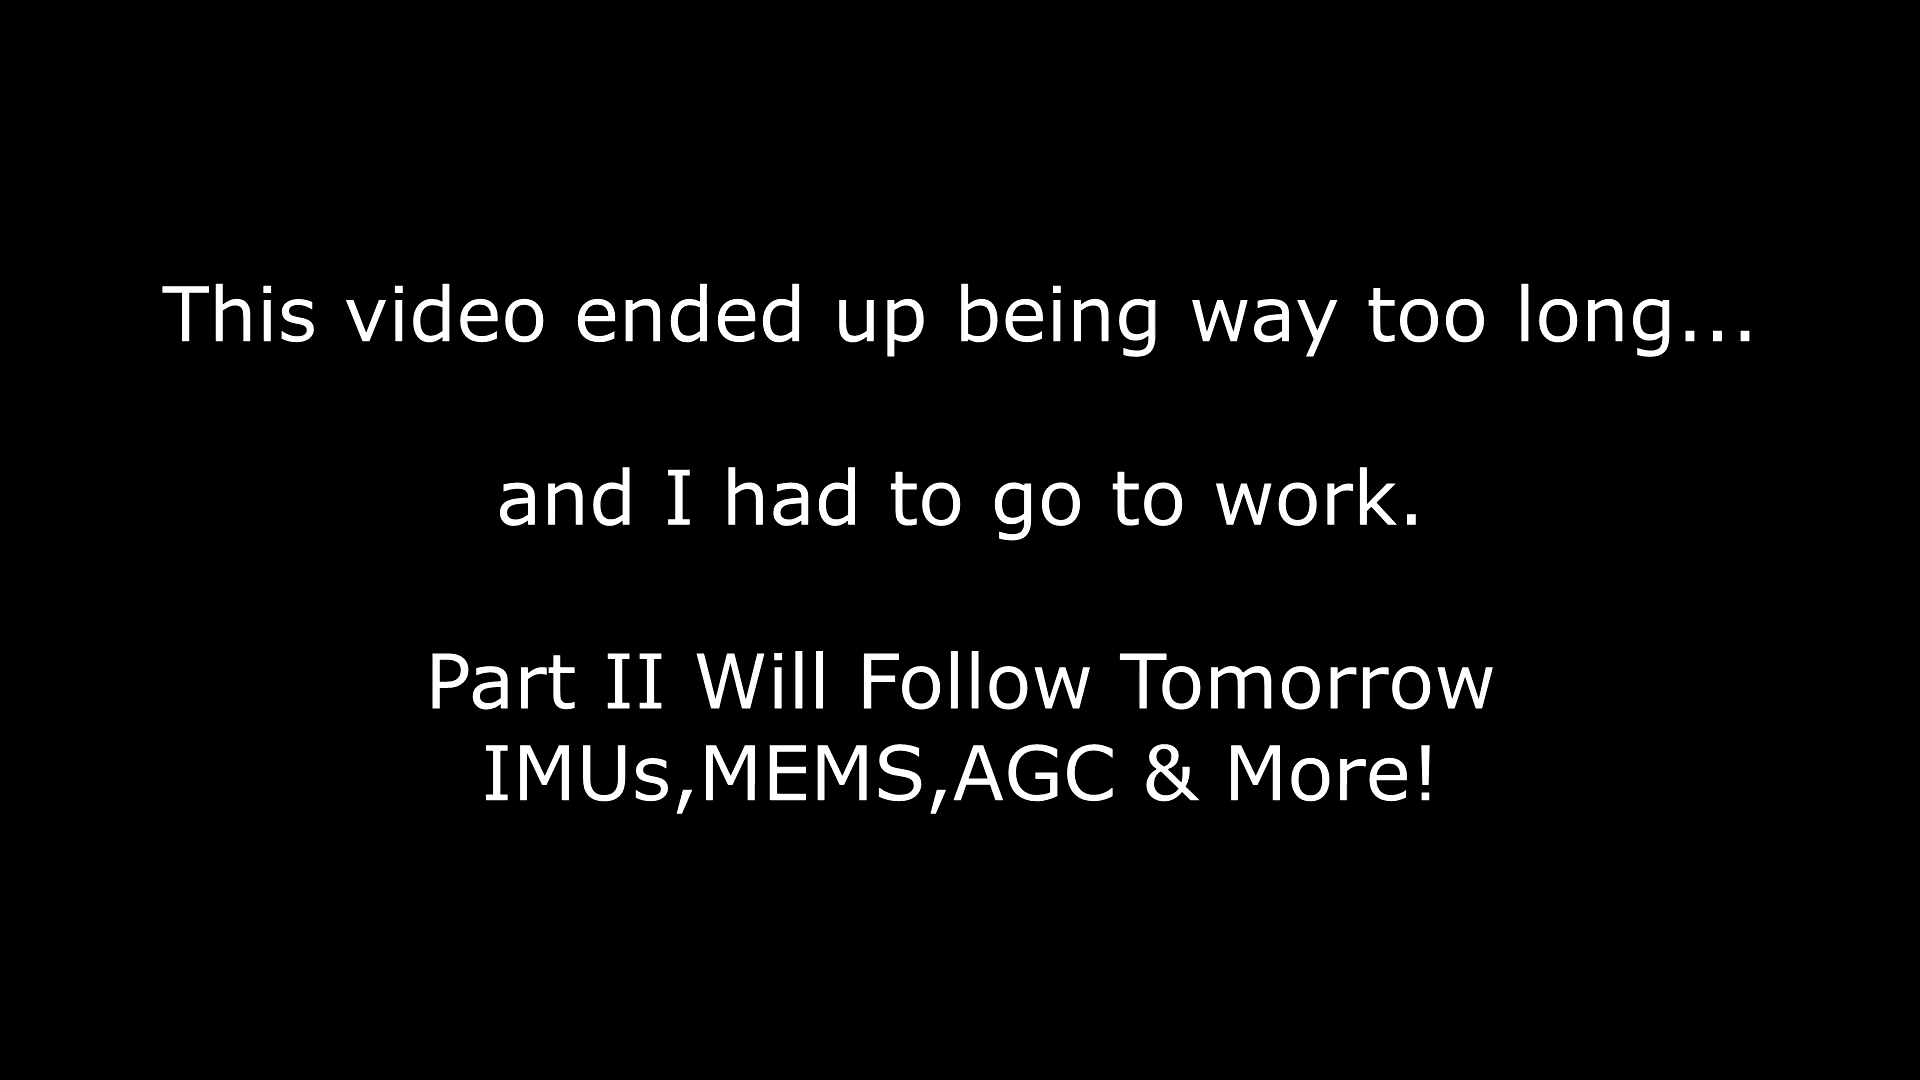 This video ended up being way too long...
and I had to go to work.
Part II Will Follow Tomorrow
IMUs,MEMS,AGC & More!